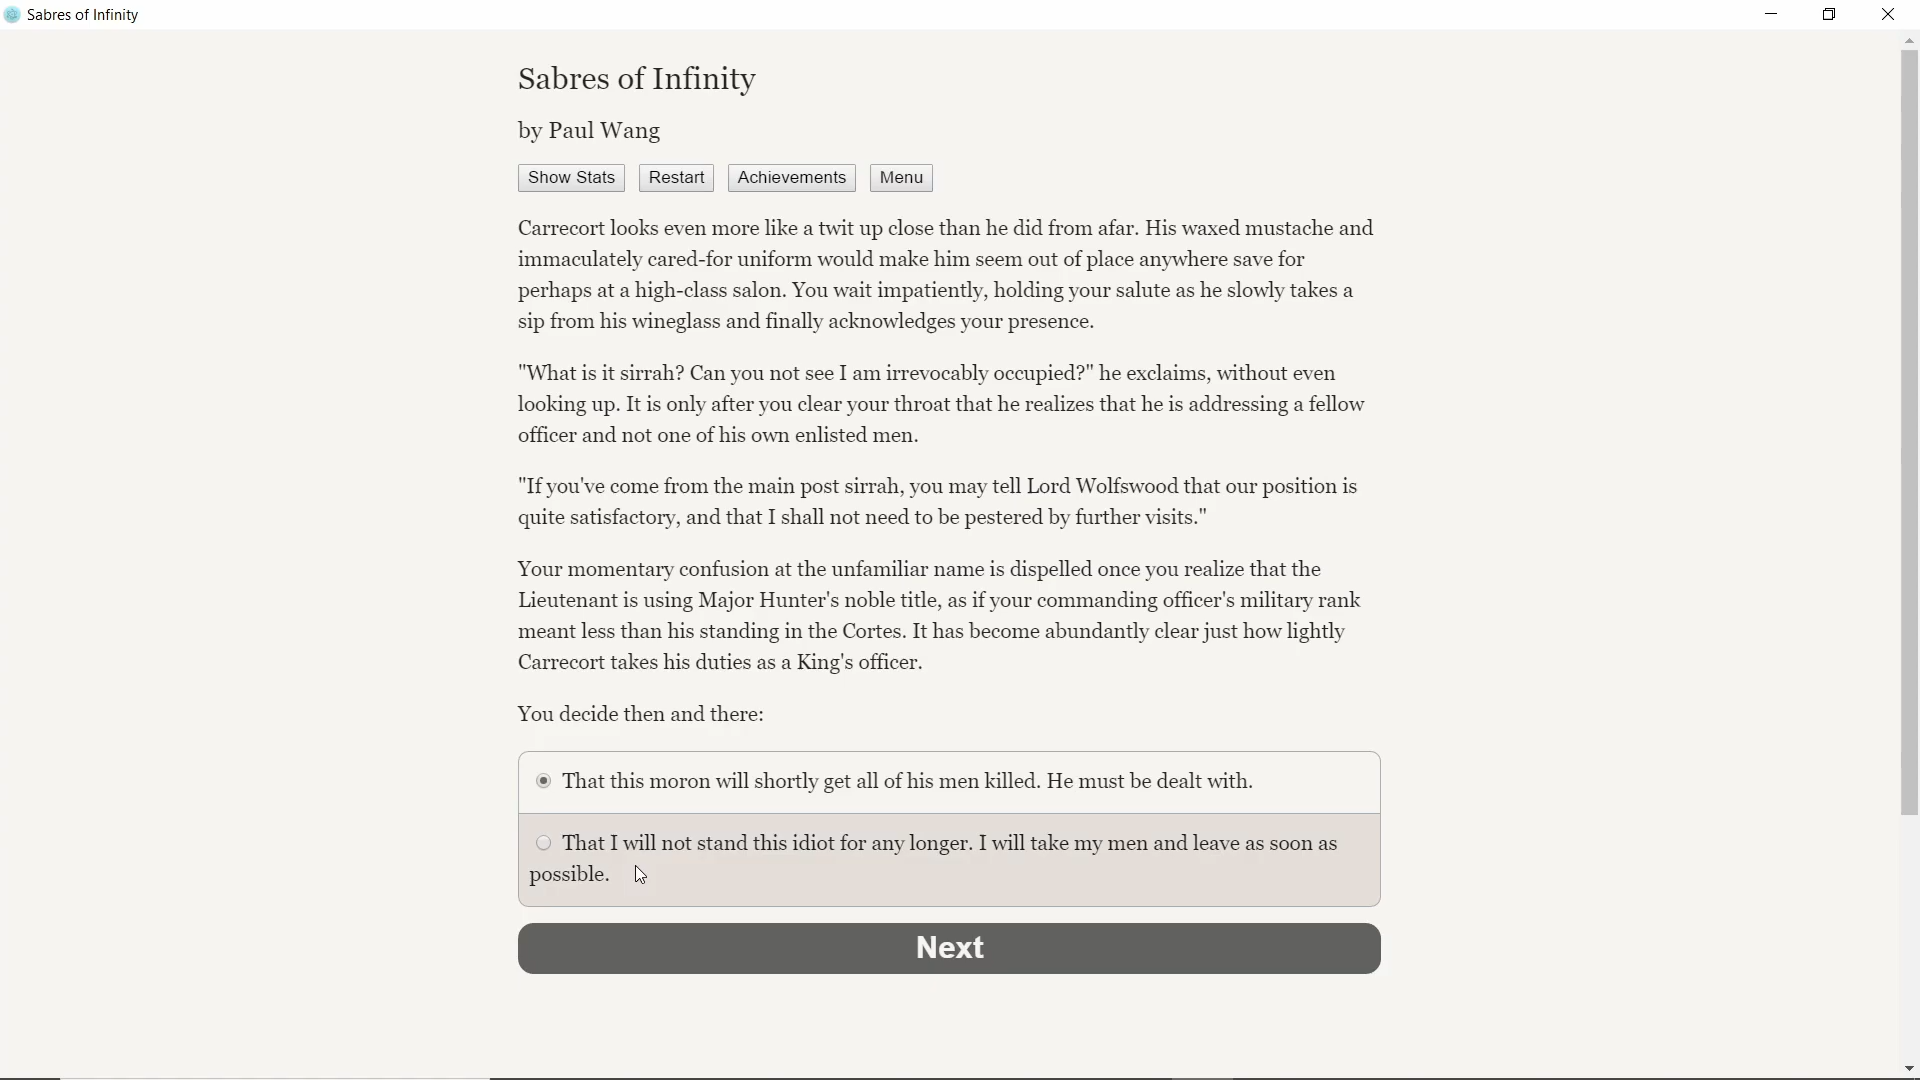 Sabres of Infinity
Sabres of Infinity
by Paul Wang
Show Stats Restart Achievements Menu
Carrecort looks even more like a twit up close than he did from afar. His waxed mustache and
immaculately cared-for uniform would make him seem out of place anywhere save for
perhaps at a high-class salon. You wait impatiently, holding your salute as he slowly takes a
sip from his wineglass and finally acknowledges your presence.
"What is it sirrah? Can you not see I am irrevocably occupied?" he exclaims, without even
looking up. It is only after you clear your throat that he realizes that he is addressing a fellow
officer and not one of his own enlisted men.
"If you've come from the main post sirrah, you may tell Lord Wolfswood that our position is
quite satisfactory, and that I shall not need to be pestered by further visits."
Your momentary confusion at the unfamiliar name is dispelled once you realize that the
Lieutenant is using Major Hunter's noble title, as if your commanding officer's military rank
meant less than his standing in the Cortes. It has become abundantly clear just how lightly
Carrecort takes his duties as a King's officer.
You decide then and there:
That this moron will shortly get all of his men killed. He must be dealt with.
That I will not stand this idiot for any longer. I will take my men and leave as soon as
possible.
Next